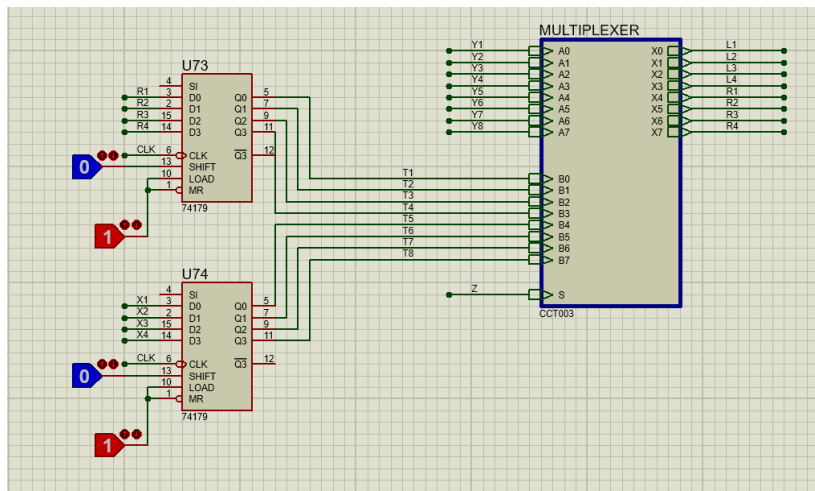 MULTIPLEXER
Y1 A0 X0 L1
Y2 A1 X1 L2
Y3 A2 X2 L3
Y4 A3 X3 L4
Y5 A4 X4 R1
Y6 A5 X5 R2
Y7 A6 X6 R3
Y8 A7 X7 R4
T1 B0
T2 B1
T3 B2
T4 B3
T5 B4
T6 B5
T7 B6
T8 B7
Z S
CCT003
U73
4 SI
R1 3 D0 Q0 5
R2 2 D1 Q1 7
R3 15 D2 Q2 9
R4 14 D3 Q3 11
CLK 6 CLK Q3 12
0 13 SHIFT
10 LOAD
1 MR
1
74179
U74
4 SI
X1 3 D0 Q0 5
X2 2 D1 Q1 7
X3 15 D2 Q2 9
X4 14 D3 Q3 11
CLK 6 CLK Q3 12
0 13 SHIFT
10 LOAD
1 MR
1
74179